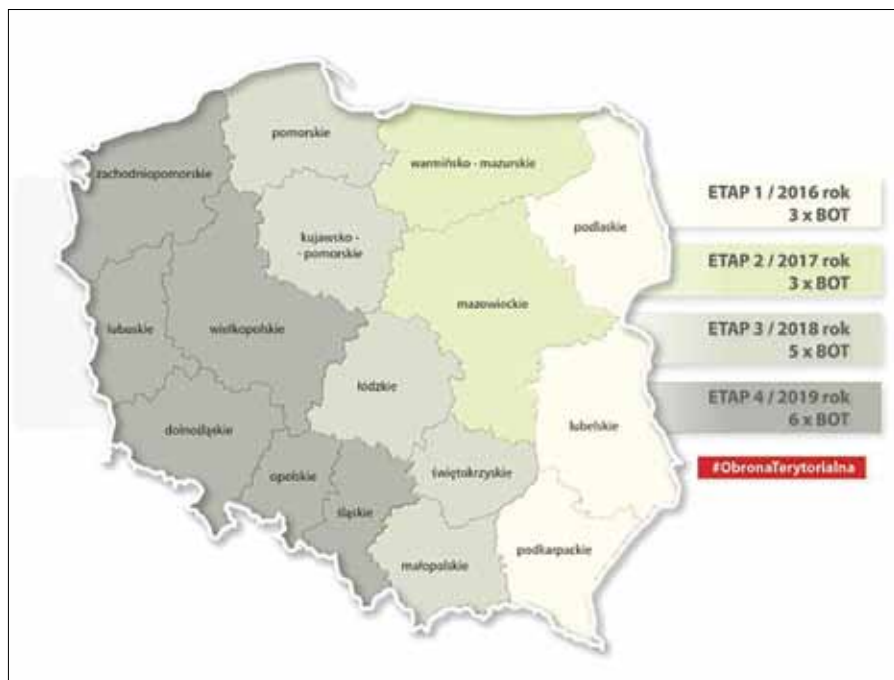 pomorskie
warmińsko - mazurskie
zachodniopomorskie
podlaskie
kujawsko -
- pomorskie
mazowieckie
lubuskie
wielkopolskie
łódzkie
dolnośląskie
lubelskie
opolskie
świętokrzyskie
śląskie
podkarpackie
małopolskie
ETAP 1 / 2016 rok
3 x BOT
ETAP 2 / 2017 rok
3 x BOT
ETAP 3 / 2018 rok
5 x BOT
ETAP 4 / 2019 rok
6 x BOT
#ObronaTerytorialna